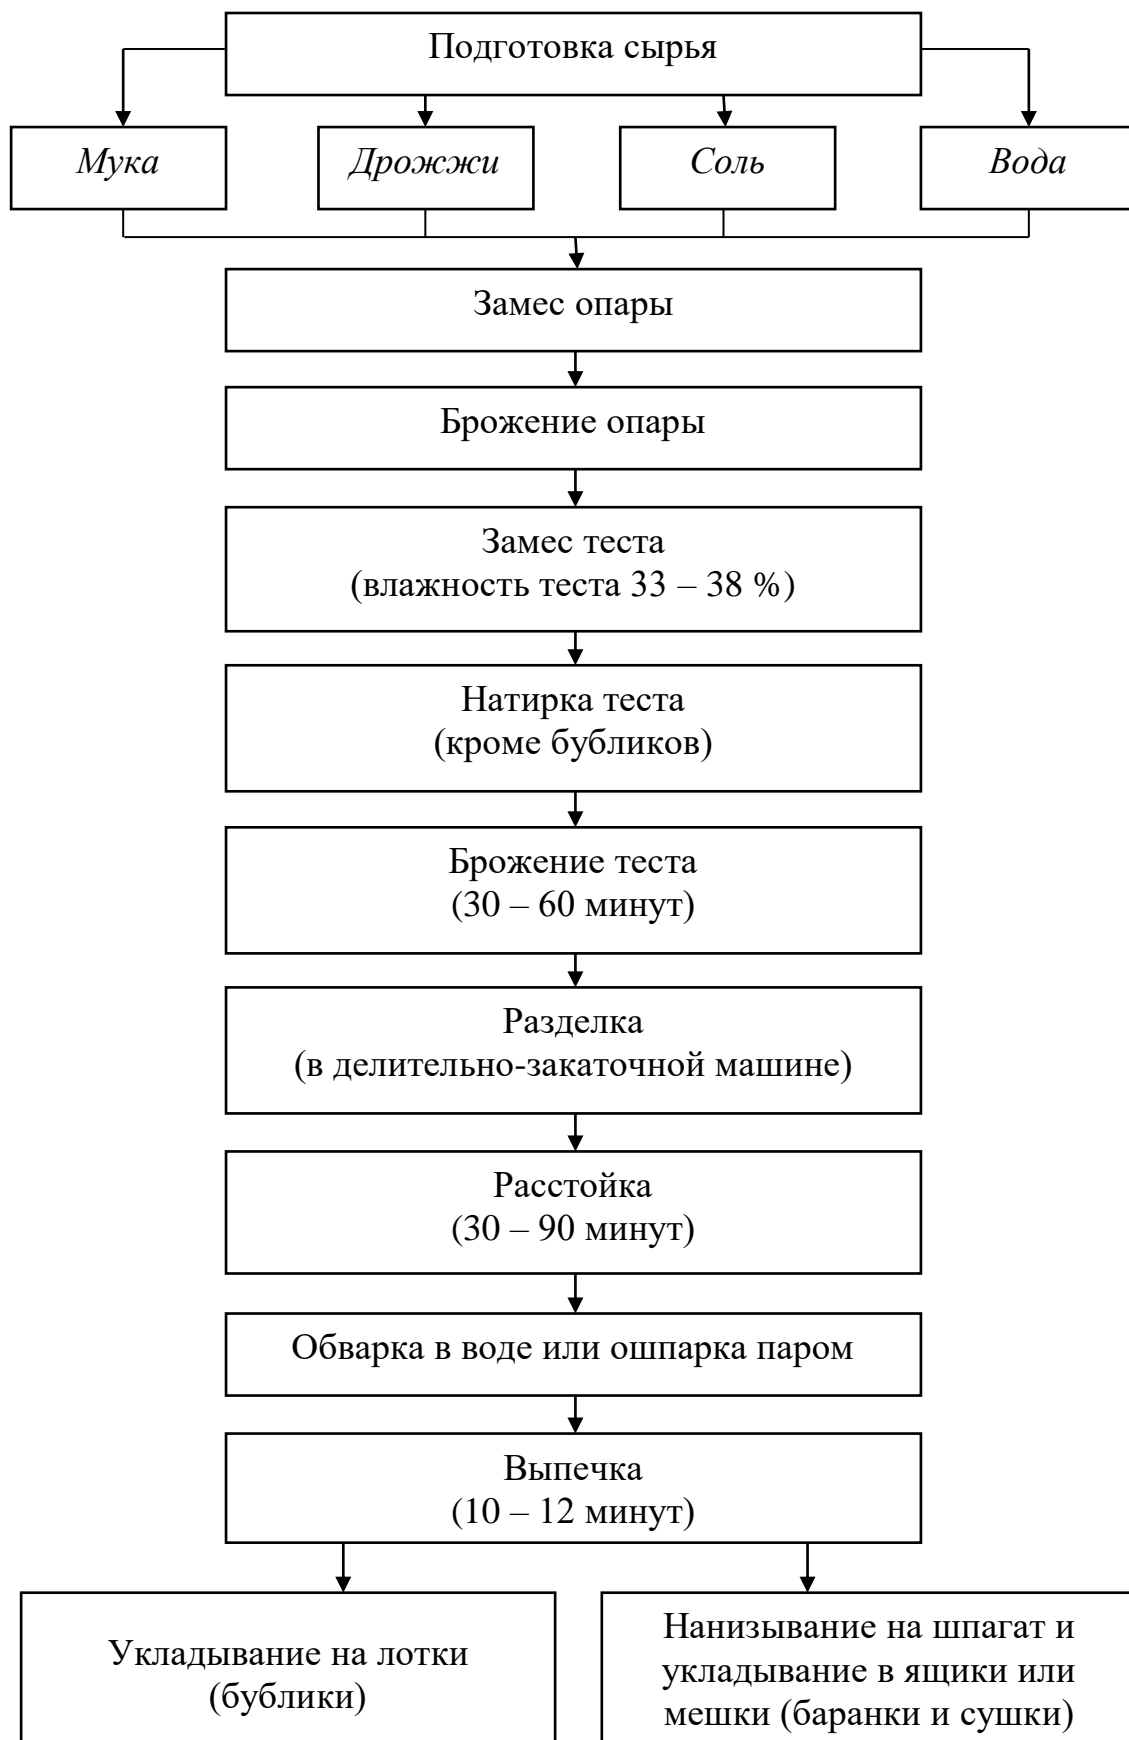 Подготовка сырья
Мука
Дрожжи
Соль
Вода
Замес опары
Брожение опары
Замес теста
(влажность теста 33 – 38 %)
Натирка теста
(кроме бубликов)
Брожение теста
(30 – 60 минут)
Разделка
(в делительно-закаточной машине)
Расстойка
(30 – 90 минут)
Обварка в воде или ошпарка паром
Выпечка
(10 – 12 минут)
Укладывание на лотки
(бублики)
Нанизывание на шпагат и
укладывание в ящики или
мешки (баранки и сушки)